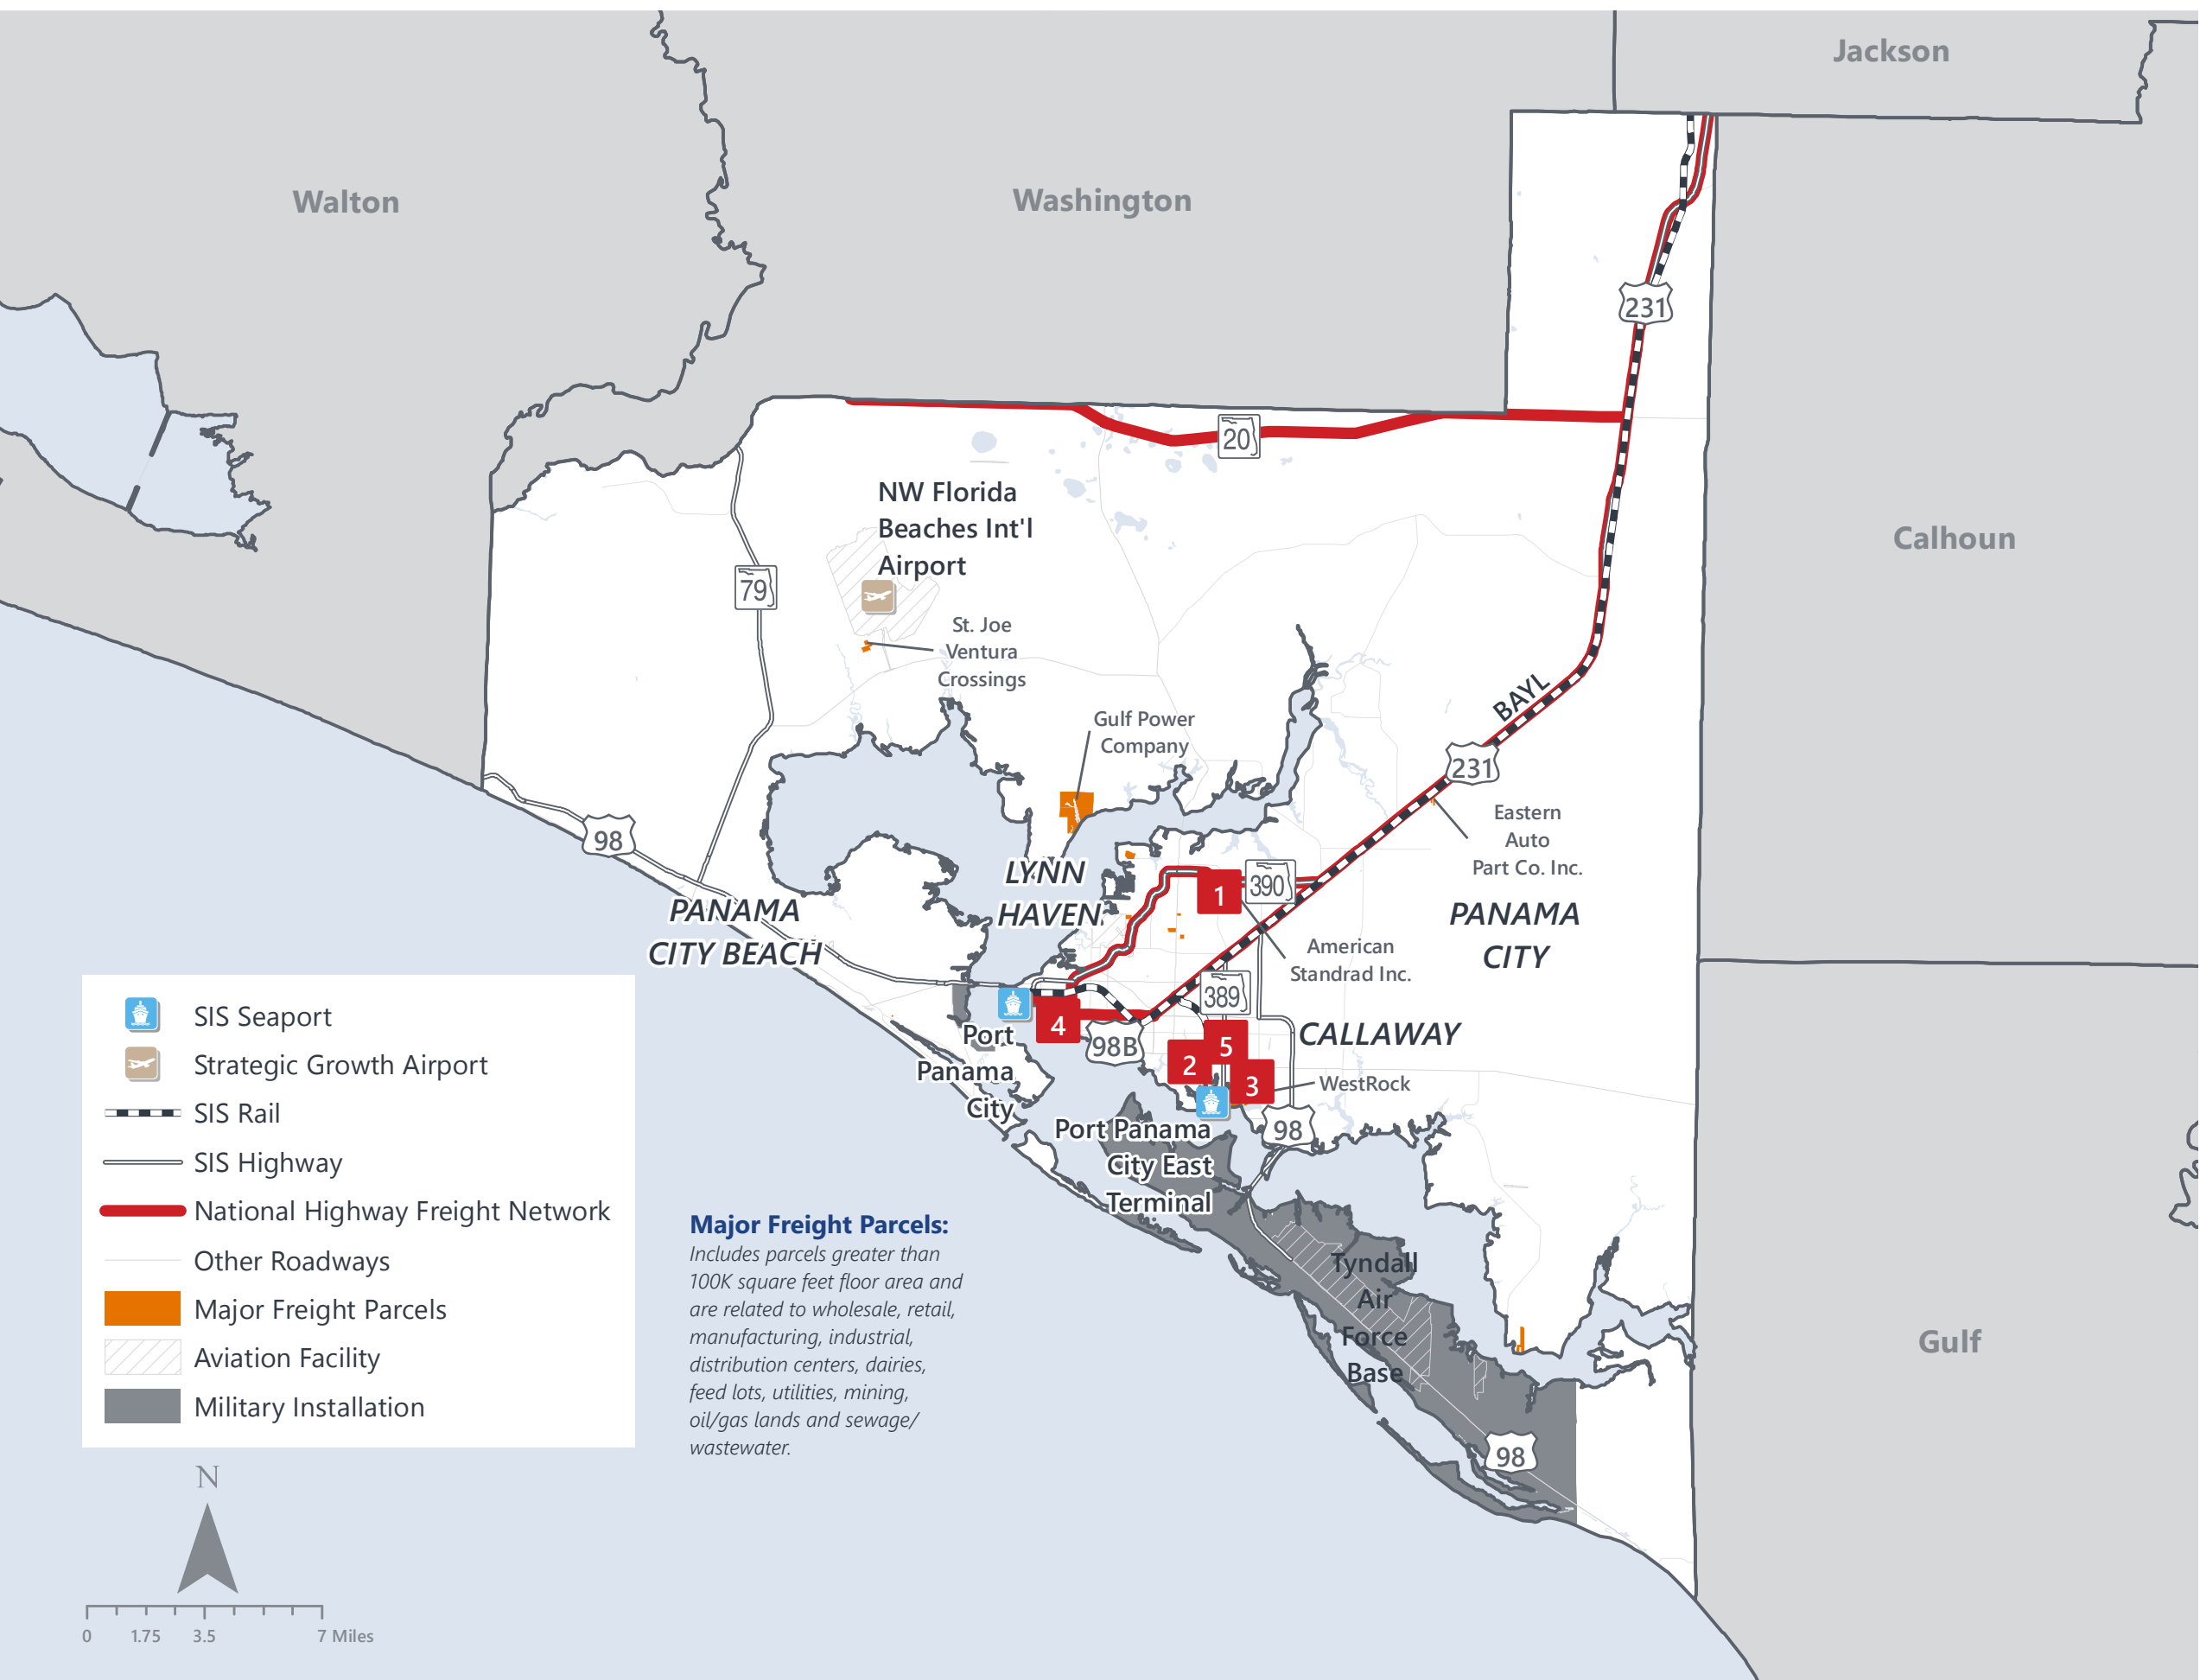 Jackson
Walton
Washington
231
20
NW Florida
Beaches Int'l
Airport
Calhoun
79
St. Joe
Ventura
Crossings
BAYL
Gulf Power
Company
231
98
Eastern
Auto
Part Co. Inc.
LYNN
HAVEN
1
390
PANAMA
CITY BEACH
PANAMA
CITY
American
Standrad Inc.
389
4
Port
Panama
City
98B
5
2
3
CALLAWAY
WestRock
98
Port Panama
City East
Terminal
Tyndall
Air
Force
Base
Gulf
98
SIS Seaport
Strategic Growth Airport
SIS Rail
SIS Highway
National Highway Freight Network
Other Roadways
Major Freight Parcels
Aviation Facility
Military Installation
Major Freight Parcels:
Includes parcels greater than
100K square feet floor area and
are related to wholesale, retail,
manufacturing, industrial,
distribution centers, dairies,
feed lots, utilities, mining,
oil/gas lands and sewage/
wastewater.
N
0 1.75 3.5 7 Miles